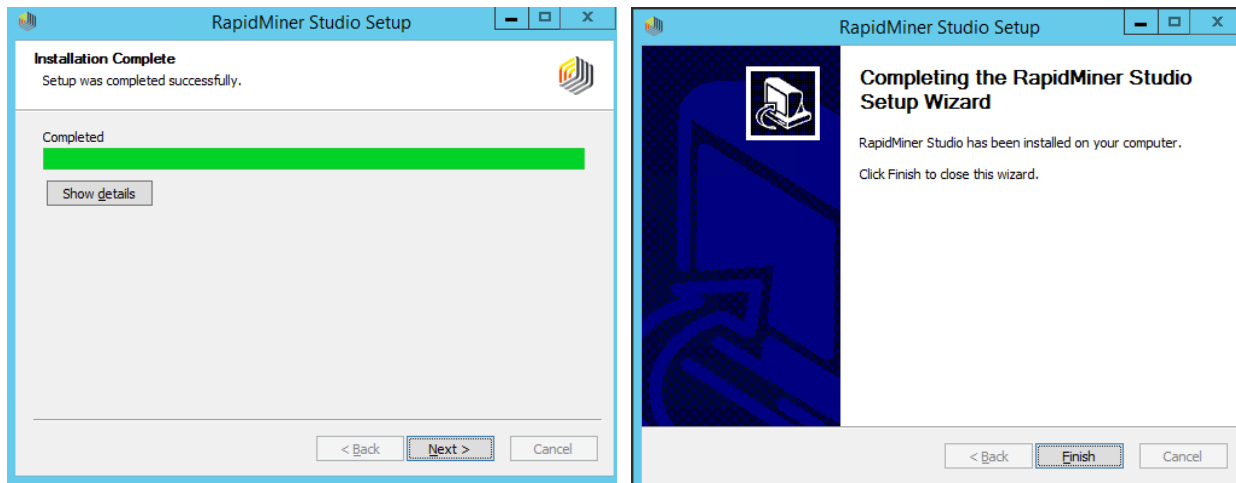 RapidMiner Studio Setup
x
Installation Complete
Setup was completed successfully.
Completed
Show details
< Back
Next >
Cancel
RapidMiner Studio Setup
x
Completing the RapidMiner Studio
Setup Wizard
RapidMiner Studio has been installed on your computer.
Click Finish to close this wizard.
< Back
Finish
Cancel